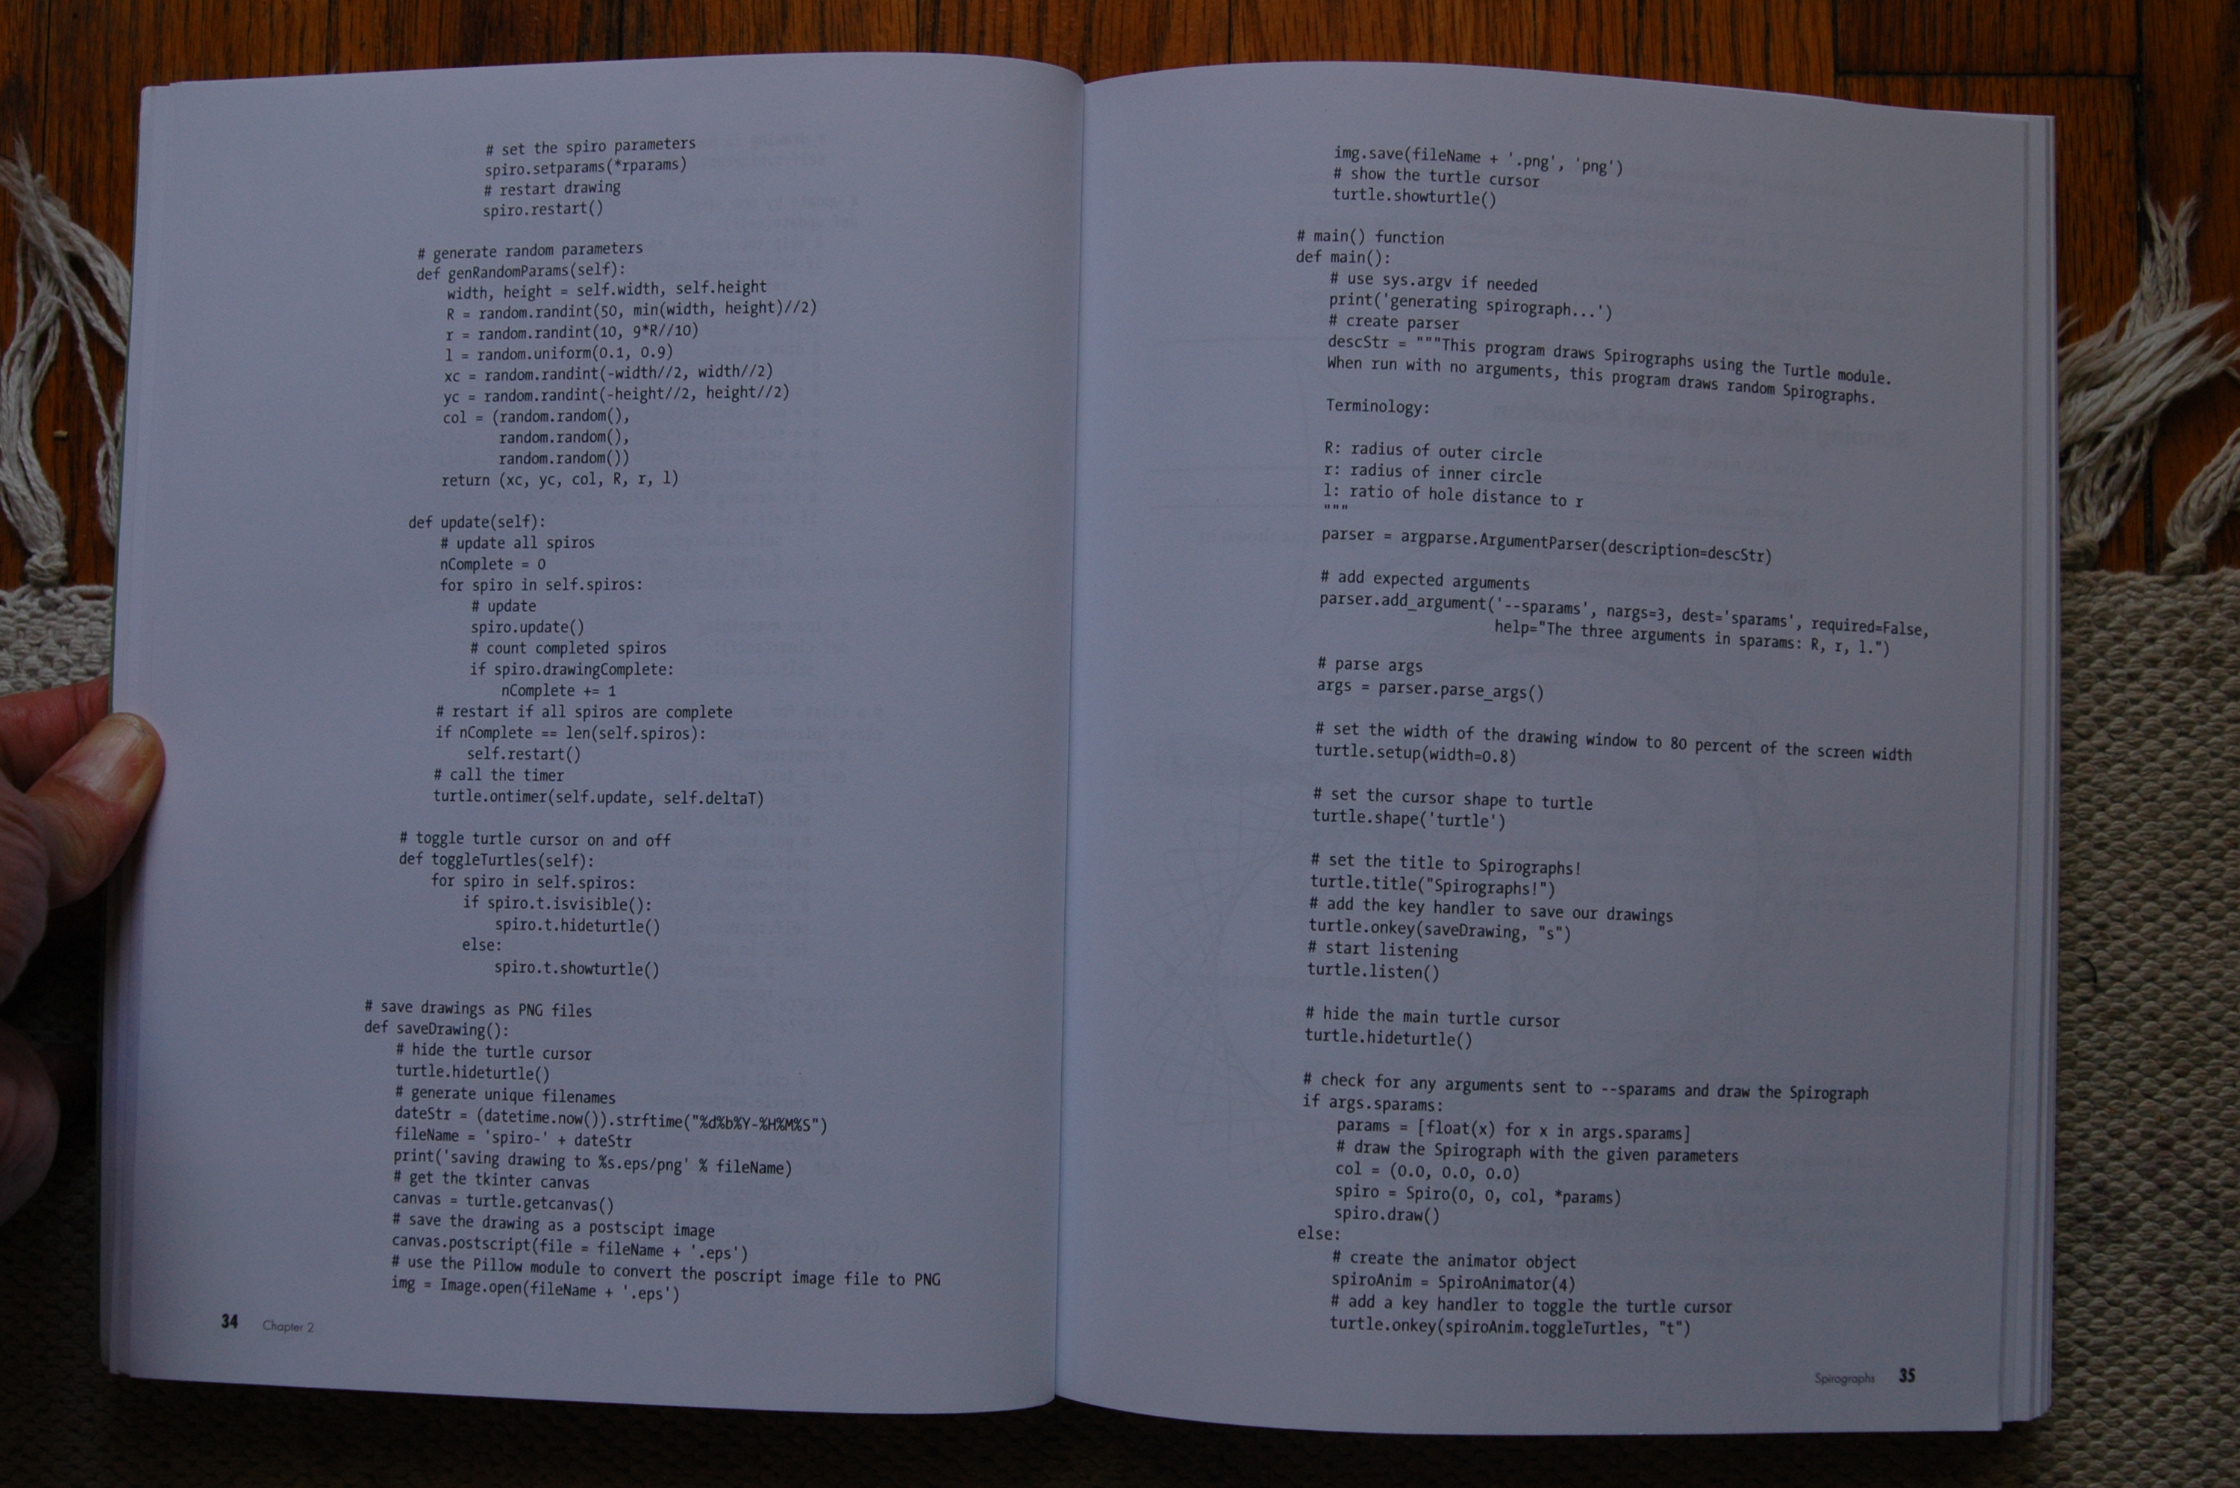 # set the spiro parameters
spiro.setparams(*rparams)
# restart drawing
spiro.restart()
# generate random parameters
def genRandomParams(self):
width, height = self.width, self.height
R = random.randint(50, min(width, height)//2)
r = random.randint(10, 9*R//10)
l = random.uniform(0.1, 0.9)
xc = random.randint(-width//2, width//2)
yc = random.randint(-height//2, height//2)
col = (random.random(),
random.random(),
random.random())
return (xc, yc, col, R, r, l)
def update(self):
# update all spiros
nComplete = 0
for spiro in self.spiros:
# update
spiro.update()
# count completed spiros
if spiro.drawingComplete:
nComplete += 1
# restart if all spiros are complete
if nComplete == len(self.spiros):
self.restart()
# call the timer
turtle.ontimer(self.update, self.deltaT)
# toggle turtle cursor on and off
def toggleTurtles(self):
for spiro in self.spiros:
if spiro.t.isvisible():
spiro.t.hideturtle()
else:
spiro.t.showturtle()
# save drawings as PNG files
def saveDrawing():
# hide the turtle cursor
turtle.hideturtle()
# generate unique filenames
dateStr = (datetime.now()).strftime("%d%b%Y-%H%M%S")
fileName = 'spiro-' + dateStr
print('saving drawing to %s.eps/png' % fileName)
# get the tkinter canvas
canvas = turtle.getcanvas()
# save the drawing as a postscipt image
canvas.postscript(file = fileName + '.eps')
# use the Pillow module to convert the poscript image file to PNG
img = Image.open(fileName + '.eps')
34 Chapter 2
img.save(fileName + '.png', 'png')
# show the turtle cursor
turtle.showturtle()
# main() function
def main():
# use sys.argv if needed
print('generating spirograph...')
# create parser
descStr = """This program draws Spirographs using the Turtle module.
When run with no arguments, this program draws random Spirographs.
Terminology:
R: radius of outer circle
r: radius of inner circle
l: ratio of hole distance to r
"""
parser = argparse.ArgumentParser(description=descStr)
# add expected arguments
parser.add_argument('--sparams', nargs=3, dest='sparams', required=False,
help="The three arguments in sparams: R, r, l.")
# parse args
args = parser.parse_args()
# set the width of the drawing window to 80 percent of the screen width
turtle.setup(width=0.8)
# set the cursor shape to turtle
turtle.shape('turtle')
# set the title to Spirographs!
turtle.title("Spirographs!")
# add the key handler to save our drawings
turtle.onkey(saveDrawing, "s")
# start listening
turtle.listen()
# hide the main turtle cursor
turtle.hideturtle()
# check for any arguments sent to --sparams and draw the Spirograph
if args.sparams:
params = [float(x) for x in args.sparams]
# draw the Spirograph with the given parameters
col = (0.0, 0.0, 0.0)
spiro = Spiro(0, 0, col, *params)
spiro.draw()
else:
# create the animator object
spiroAnim = SpiroAnimator(4)
# add a key handler to toggle the turtle cursor
turtle.onkey(spiroAnim.toggleTurtles, "t")
Spirographs 35